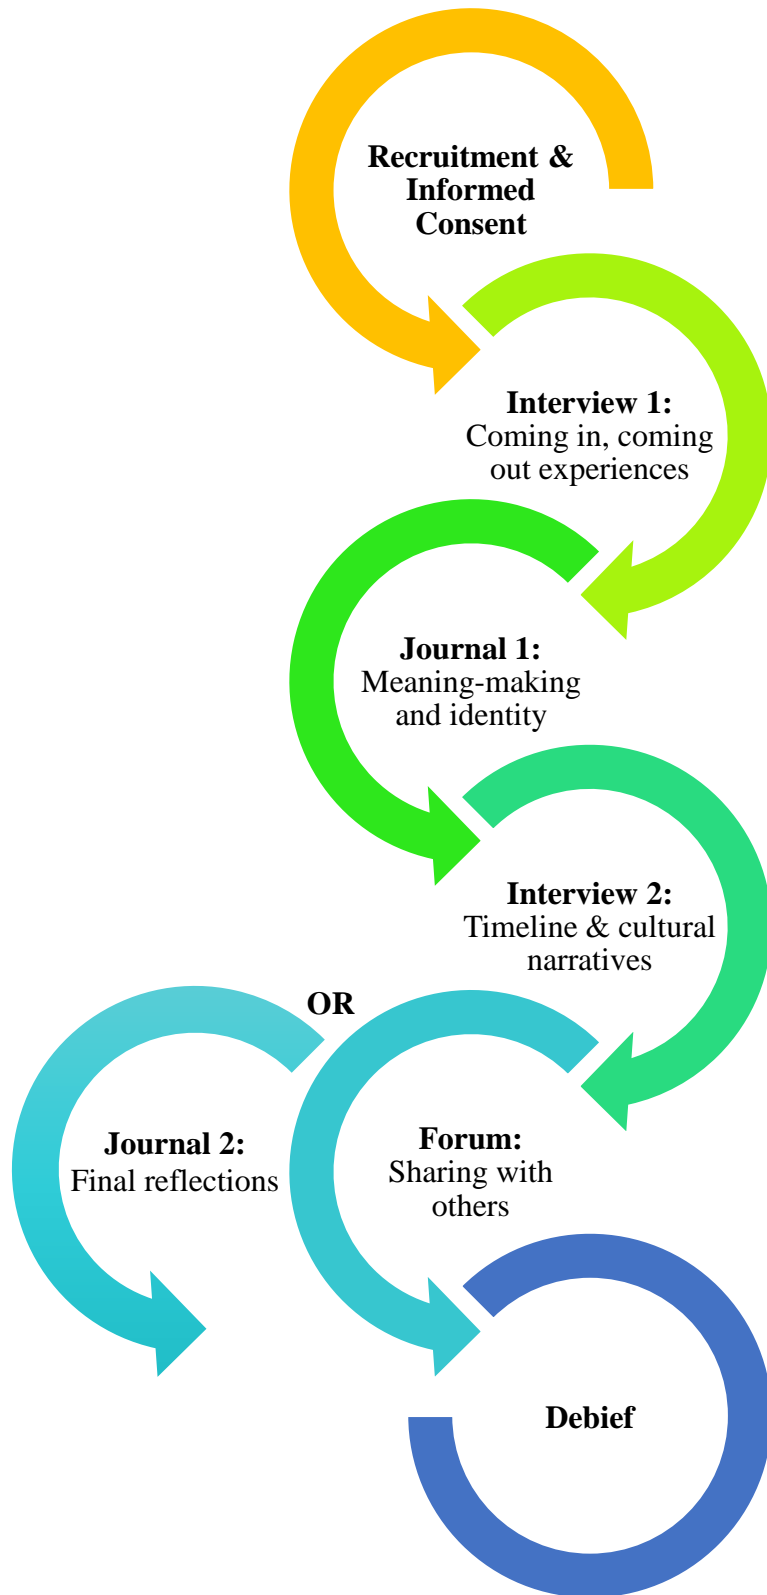 Recruitment &
Informed
Consent
Interview 1:
Coming in, coming
out experiences
Journal 1:
Meaning-making
and identity
Interview 2:
Timeline & cultural
narratives
OR
Journal 2:
Final reflections
Forum:
Sharing with
others
Debief